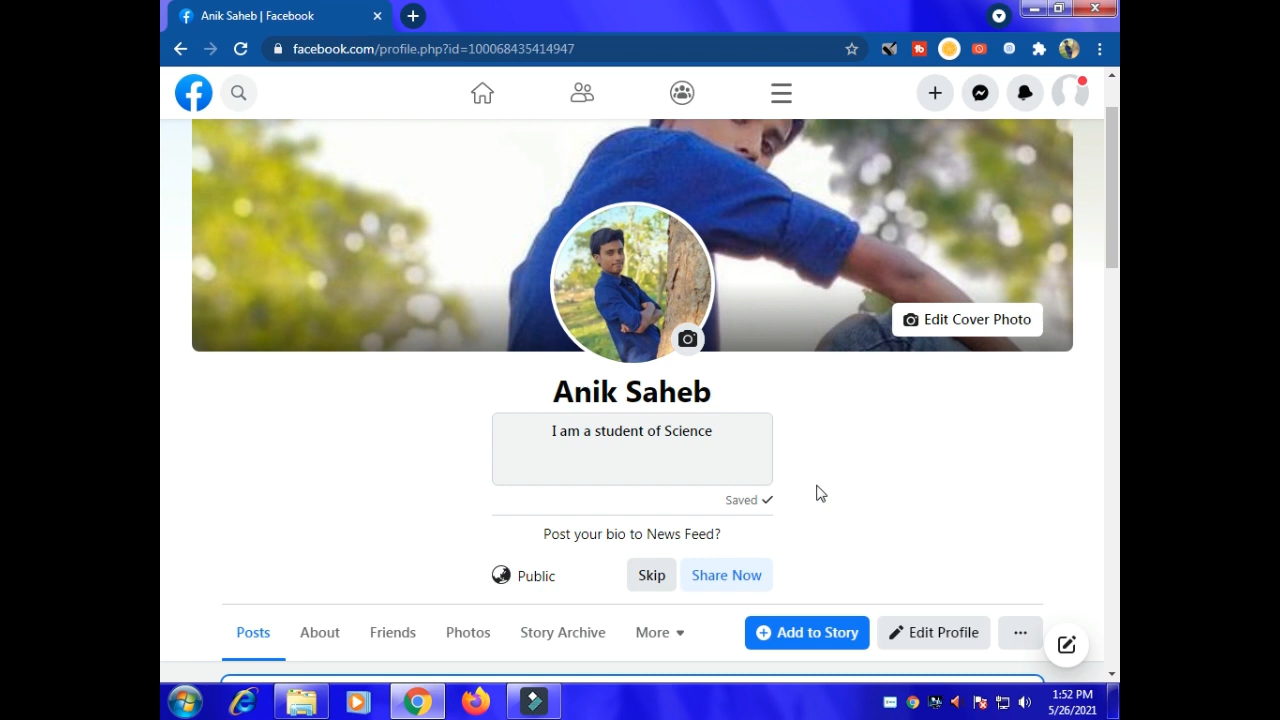 Anik Saheb | Facebook
facebook.com/profile.php?id=100068435414947
Edit Cover Photo
Anik Saheb
I am a student of Science
Saved
Post your bio to News Feed?
Public
Skip
Share Now
Posts
About
Friends
Photos
Story Archive
More
Add to Story
Edit Profile
1:52 PM
5/26/2021